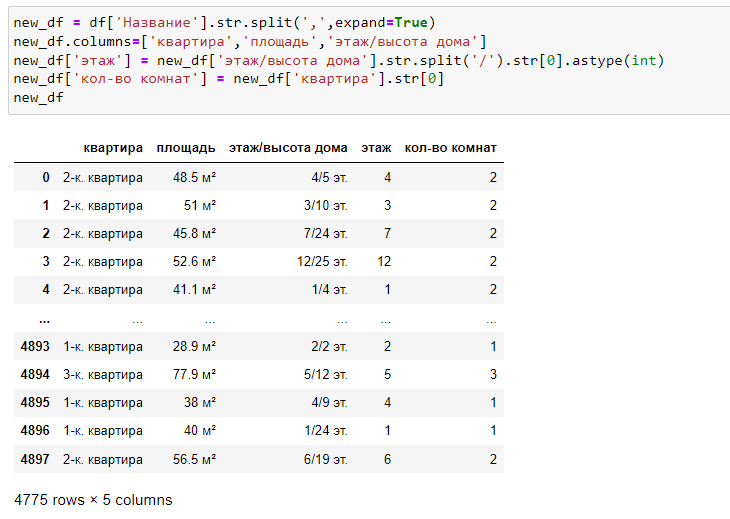 new_df = df['Название'].str.split(',',expand=True)
new_df.columns=['квартира','площадь','этаж/высота дома']
new_df['этаж'] = new_df['этаж/высота дома'].str.split('/').str[0].astype(int)
new_df['кол-во комнат'] = new_df['квартира'].str[0]
new_df
квартира площадь этаж/высота дома этаж кол-во комнат
0 2-к. квартира 48.5 м² 4/5 эт. 4 2
1 2-к. квартира 51 м² 3/10 эт. 3 2
2 2-к. квартира 45.8 м² 7/24 эт. 7 2
3 2-к. квартира 52.6 м² 12/25 эт. 12 2
4 2-к. квартира 41.1 м² 1/4 эт. 1 2
... ... ... ... ... ...
4893 1-к. квартира 28.9 м² 2/2 эт. 2 1
4894 3-к. квартира 77.9 м² 5/12 эт. 5 3
4895 1-к. квартира 38 м² 4/9 эт. 4 1
4896 1-к. квартира 40 м² 1/24 эт. 1 1
4897 2-к. квартира 56.5 м² 6/19 эт. 6 2
4775 rows × 5 columns